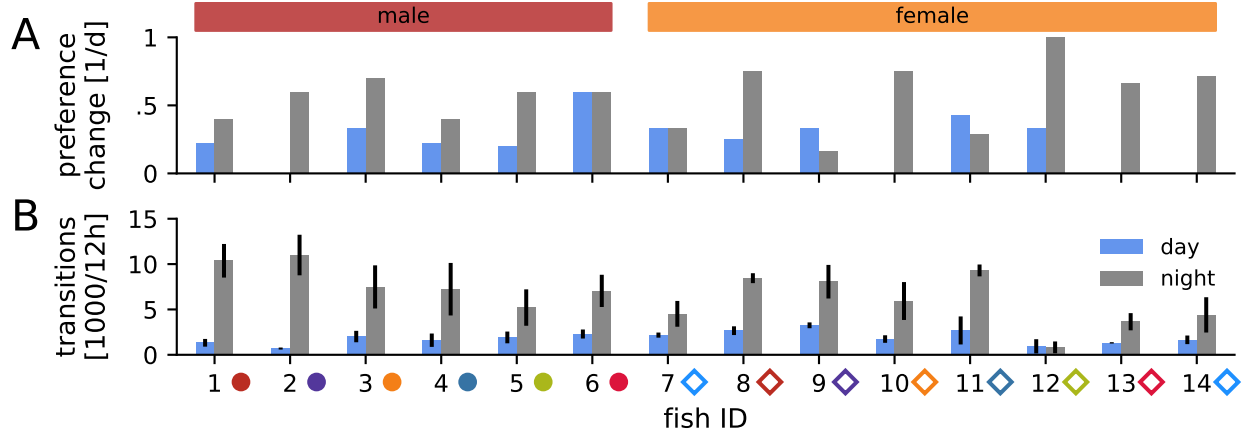 male female
A
preference
change [1/d]
1
.5
0
B
transitions
[1000/12h]
15
10
5
0
day
night
1 2 3 4 5 6 7 8 9 10 11 12 13 14
fish ID